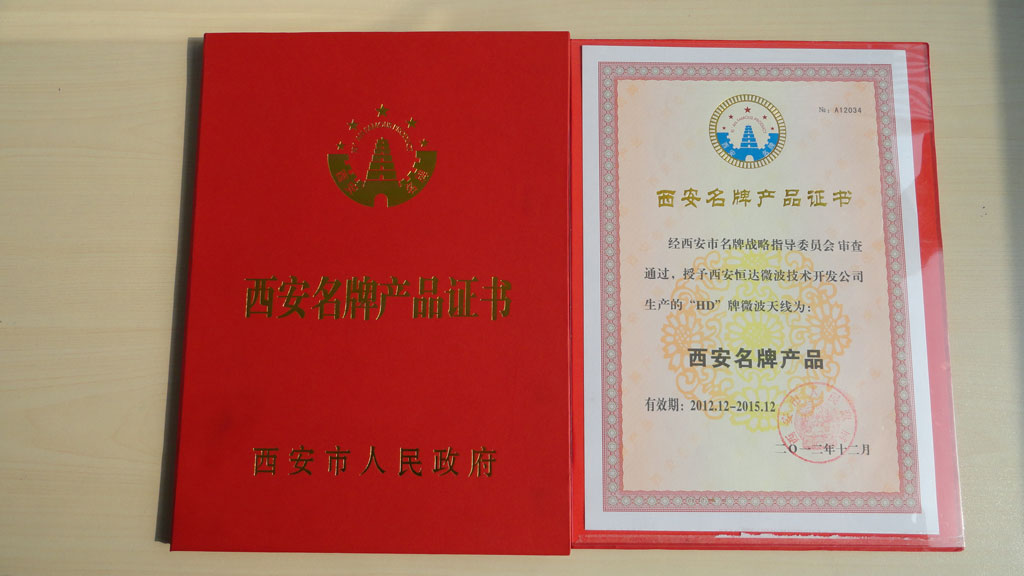 西安名牌产品证书
西安市人民政府
№: A12034
西安名牌产品证书
经西安市名牌战略指导委员会审查
通过，授予西安恒达微波技术开发公司
生产的“HD”牌微波天线为：
西安名牌产品
有效期：2012.12-2015.12
二〇一二年十二月